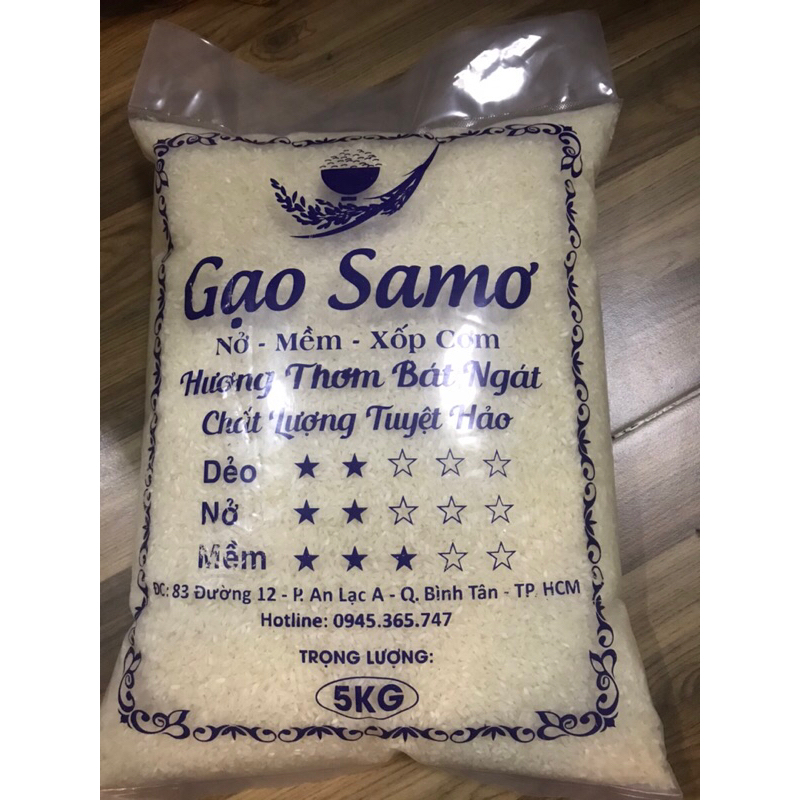 Gạo Samơ
Nở - Mềm - Xốp Cơm
Hương Thơm Bát Ngát
Chất Lượng Tuyệt Hảo
Dẻo ★ ★ ☆ ☆ ☆
Nở ★ ★ ☆ ☆ ☆
Mềm ★ ★ ★ ☆ ☆
ĐC: 83 Đường 12 - P. An Lạc A - Q. Bình Tân - TP. HCM
Hotline: 0945.365.747
TRỌNG LƯỢNG:
5KG